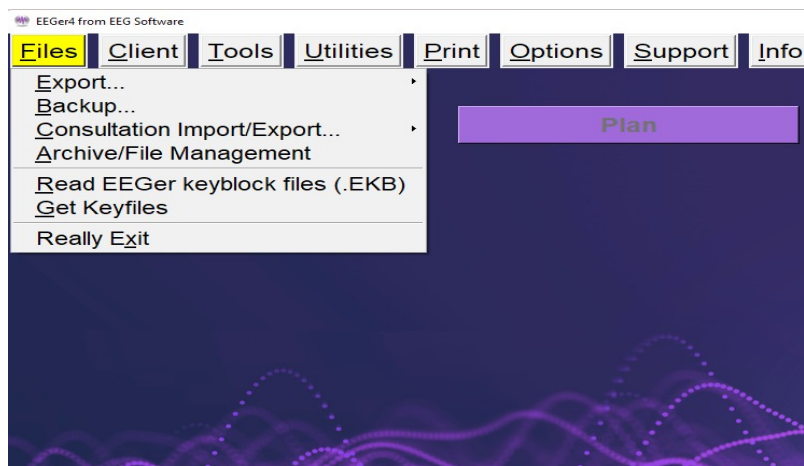 EEGer4 from EEG Software
Files Client Tools Utilities Print Options Support Info
Export...
Backup...
Consultation Import/Export...
Archive/File Management
Read EEGer keyblock files (.EKB)
Get Keyfiles
Really Exit
Plan